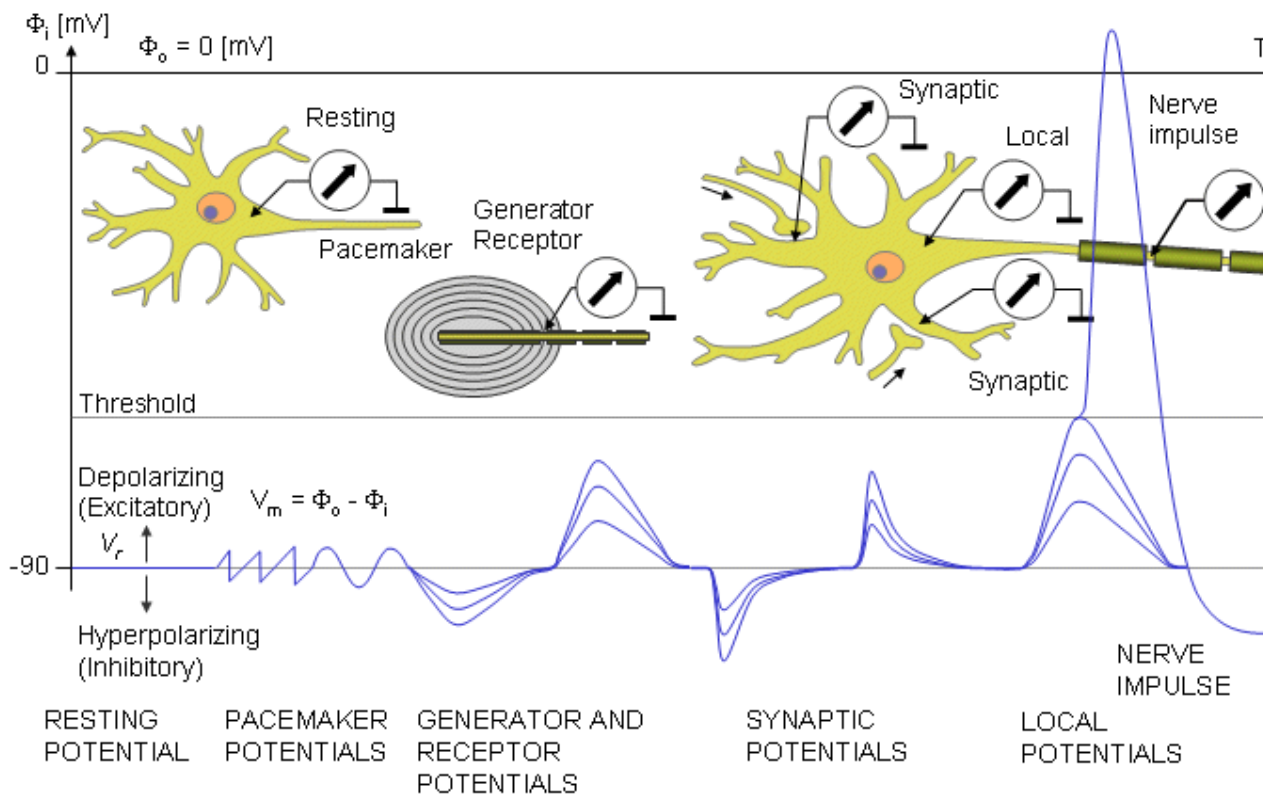 Φi [mV]
Φo = 0 [mV]
T
0
Resting
Synaptic
Nerve
impulse
Local
Generator
Receptor
Pacemaker
Synaptic
Threshold
Depolarizing
(Excitatory)
Vm = Φo - Φi
Vr
-90
Hyperpolarizing
(Inhibitory)
NERVE
IMPULSE
RESTING
POTENTIAL
PACEMAKER
POTENTIALS
GENERATOR AND
RECEPTOR
POTENTIALS
SYNAPTIC
POTENTIALS
LOCAL
POTENTIALS